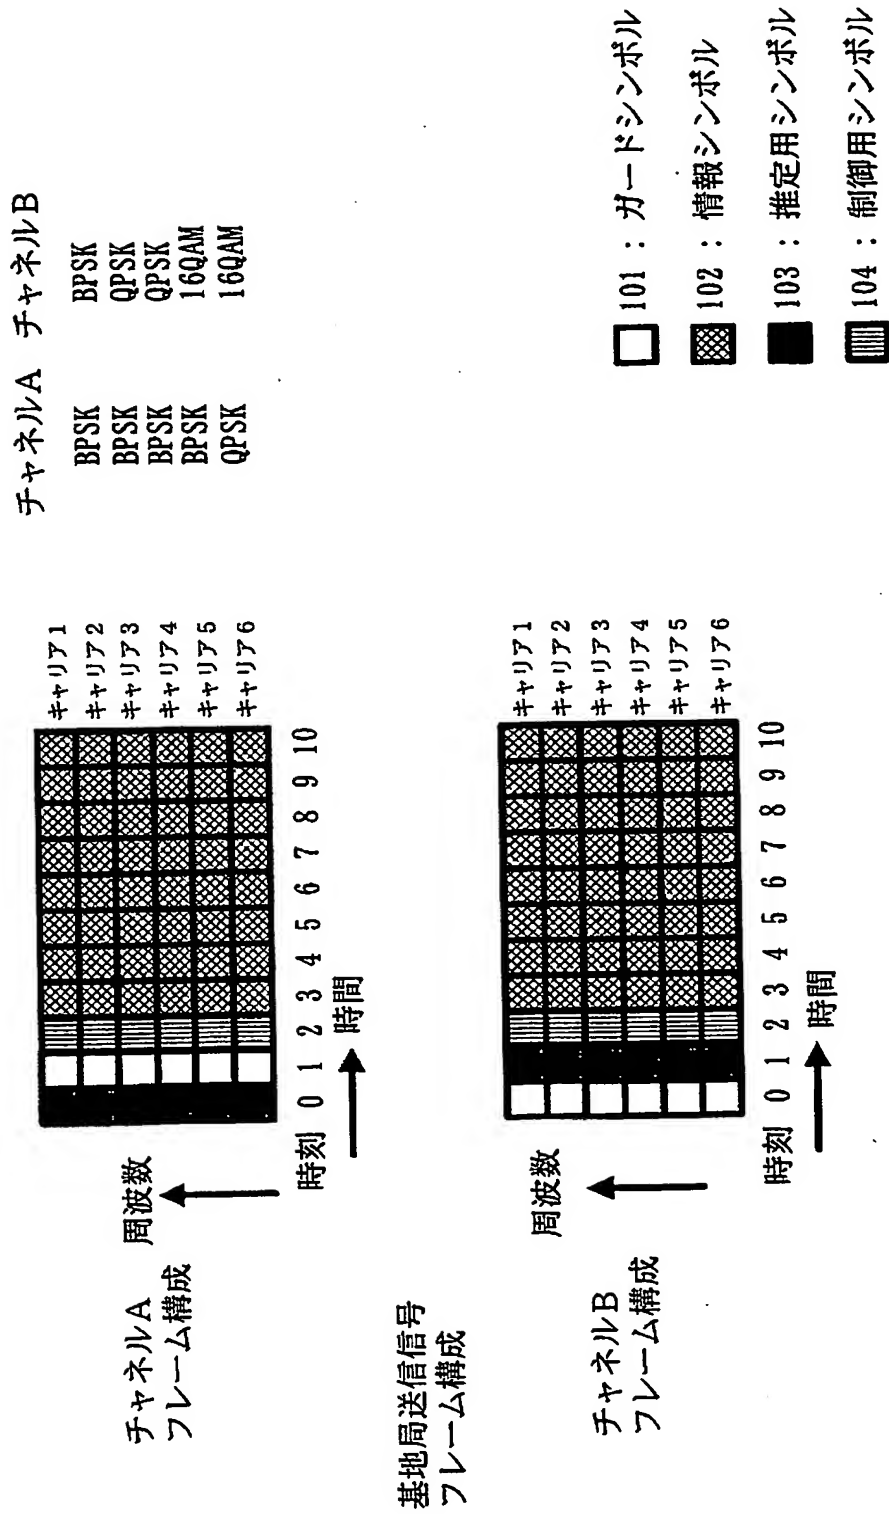 基地局送信信号
フレーム構成
チャネルA
フレーム構成
周波数
キャリア1
キャリア2
キャリア3
キャリア4
キャリア5
キャリア6
時刻 0 1 2 3 4 5 6 7 8 9 10
時間
チャネルB
フレーム構成
周波数
キャリア1
キャリア2
キャリア3
キャリア4
キャリア5
キャリア6
時刻 0 1 2 3 4 5 6 7 8 9 10
時間
チャネルA チャネルB
BPSK BPSK
BPSK QPSK
BPSK QPSK
BPSK 16QAM
QPSK 16QAM
101 : ガードシンボル
102 : 情報シンボル
103 : 推定用シンボル
104 : 制御用シンボル